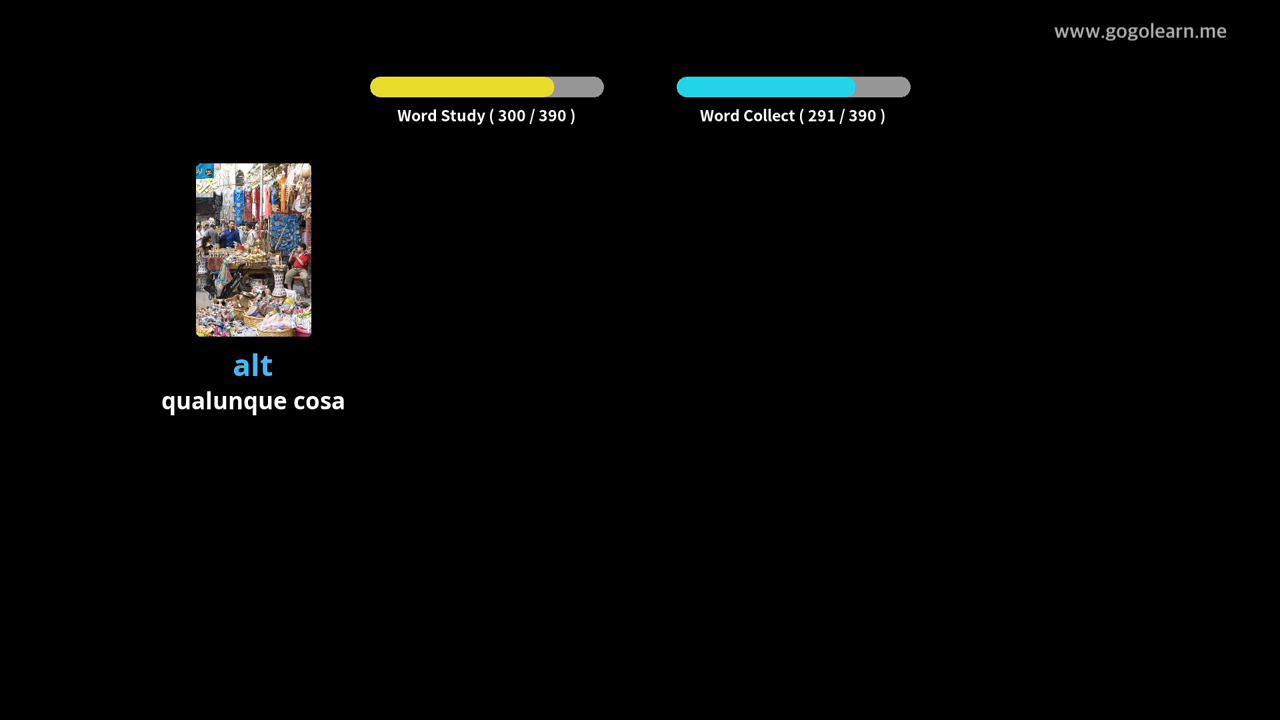 www.gogolearn.me
Word Study ( 300 / 390 )
Word Collect ( 291 / 390 )
alt
qualunque cosa